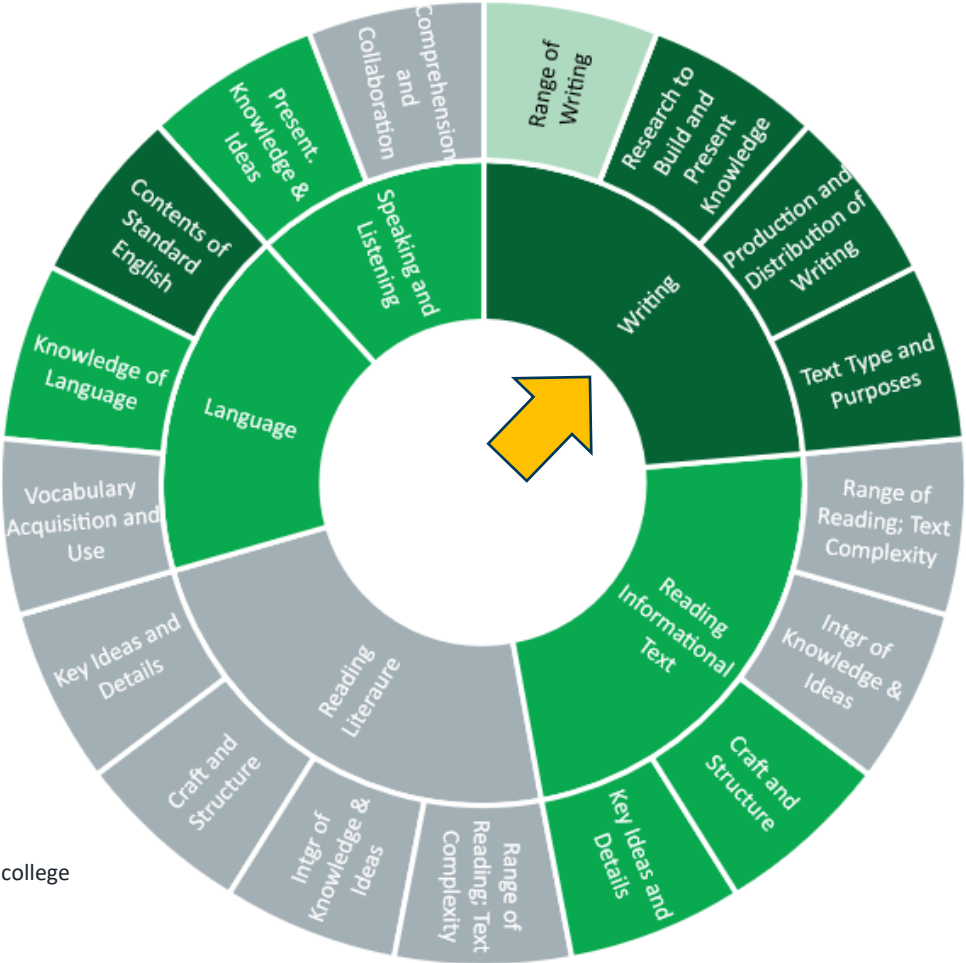 Comprehension
and
Collaboration
Range of
Writing
Research to
Build and
Present
Knowledge
Production and
Distribution of
Writing
Text Type and
Purposes
Range of
Reading; Text
Complexity
Intgr of
Knowledge &
Ideas
Craft and
Structure
Key Ideas and
Details
Range of
Reading; Text
Complexity
Intgr of
Knowledge &
Ideas
Craft and
Structure
Key Ideas and
Details
Vocabulary
Acquisition and
Use
Knowledge of
Language
Contents of
Standard
English
Present.
Knowledge &
Ideas
Speaking and
Listening
Writing
Reading
Informational
Text
Reading
Literaure
Language
college